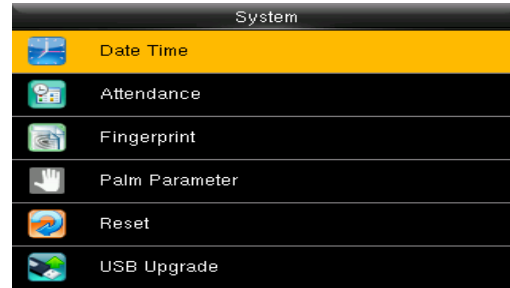 System
Date Time
Attendance
Fingerprint
Palm Parameter
Reset
USB Upgrade